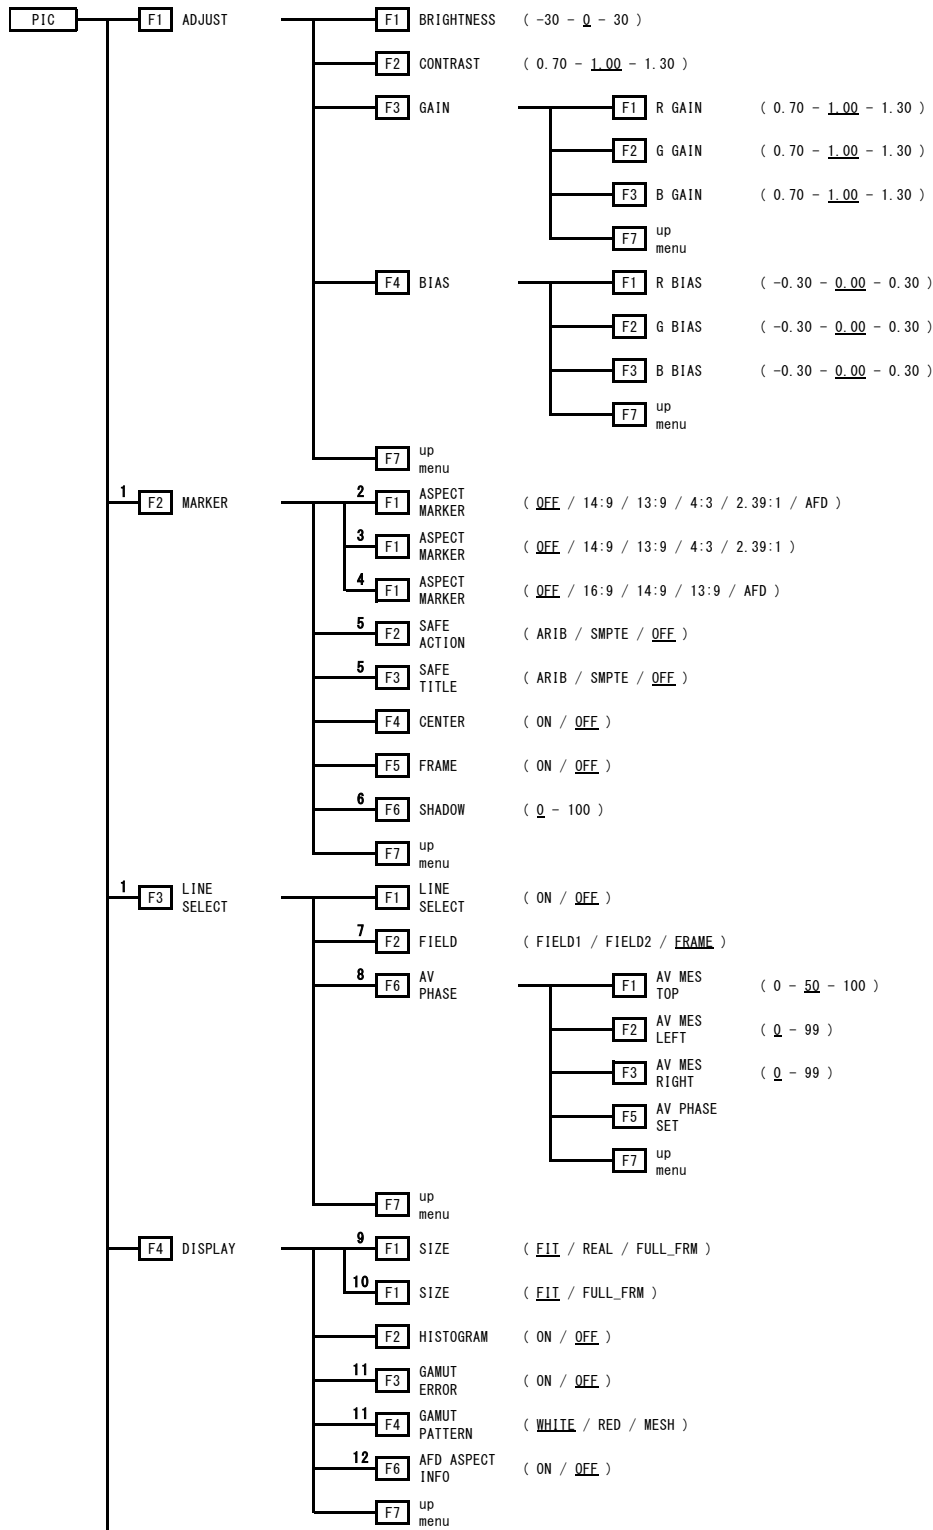 PIC F1 ADJUST F1 BRIGHTNESS ( -30 - 0 - 30 )
F2 CONTRAST ( 0.70 - 1.00 - 1.30 )
F3 GAIN F1 R GAIN ( 0.70 - 1.00 - 1.30 )
F2 G GAIN ( 0.70 - 1.00 - 1.30 )
F3 B GAIN ( 0.70 - 1.00 - 1.30 )
F7 up
menu
F4 BIAS F1 R BIAS ( -0.30 - 0.00 - 0.30 )
F2 G BIAS ( -0.30 - 0.00 - 0.30 )
F3 B BIAS ( -0.30 - 0.00 - 0.30 )
F7 up
menu
F7 up
menu
1 F2 MARKER 2 F1 ASPECT
MARKER ( OFF / 14:9 / 13:9 / 4:3 / 2.39:1 / AFD )
3 F1 ASPECT
MARKER ( OFF / 14:9 / 13:9 / 4:3 / 2.39:1 )
4 F1 ASPECT
MARKER ( OFF / 16:9 / 14:9 / 13:9 / AFD )
5 F2 SAFE
ACTION ( ARIB / SMPTE / OFF )
5 F3 SAFE
TITLE ( ARIB / SMPTE / OFF )
F4 CENTER ( ON / OFF )
F5 FRAME ( ON / OFF )
6 F6 SHADOW ( 0 - 100 )
F7 up
menu
1 F3 LINE
SELECT F1 LINE
SELECT ( ON / OFF )
7 F2 FIELD ( FIELD1 / FIELD2 / FRAME )
8 F6 AV
PHASE F1 AV MES
TOP ( 0 - 50 - 100 )
F2 AV MES
LEFT ( 0 - 99 )
F3 AV MES
RIGHT ( 0 - 99 )
F5 AV PHASE
SET
F7 up
menu
F7 up
menu
F4 DISPLAY 9 F1 SIZE ( FIT / REAL / FULL_FRM )
10 F1 SIZE ( FIT / FULL_FRM )
F2 HISTOGRAM ( ON / OFF )
11 F3 GAMUT
ERROR ( ON / OFF )
11 F4 GAMUT
PATTERN ( WHITE / RED / MESH )
12 F6 AFD ASPECT
INFO ( ON / OFF )
F7 up
menu